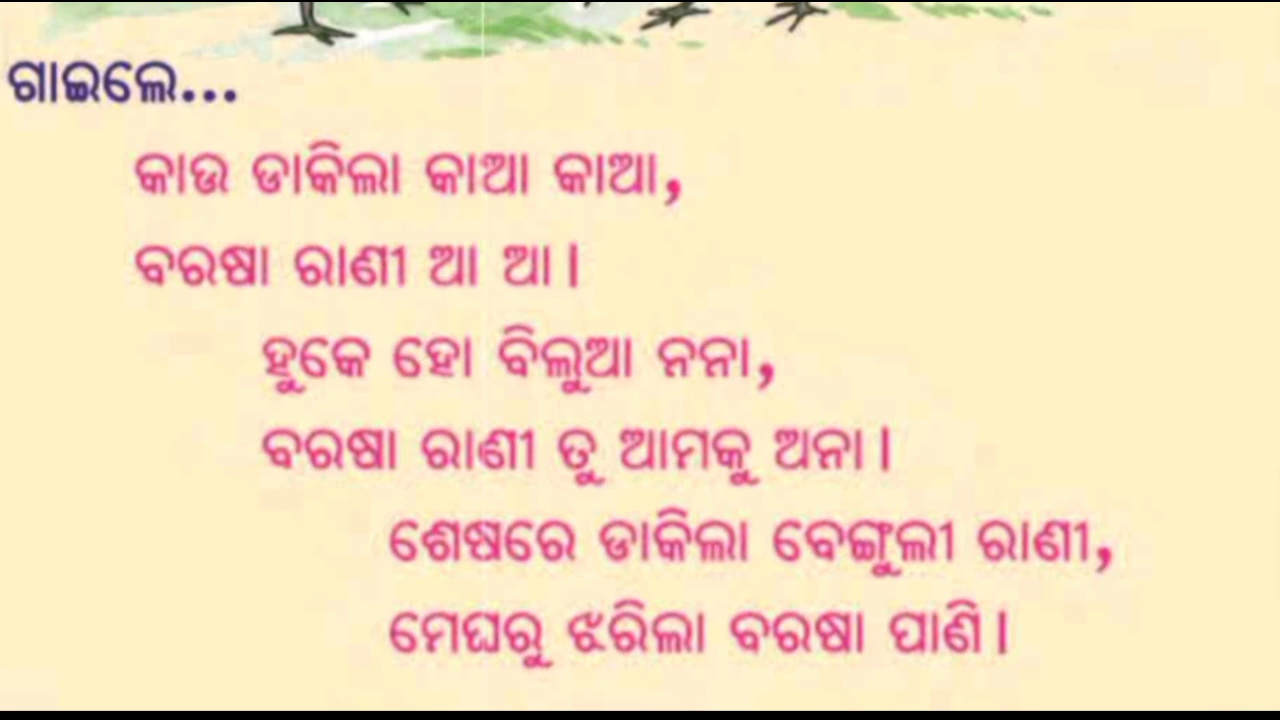 ଗାଇଲେ...
କାଉ ଡାକିଲା କାଆ କାଆ,
ବରଷା ରାଣୀ ଆ ଆ।
ହୁକେ ହୋ ବିଲୁଆ ନନା,
ବରଷା ରାଣୀ ତୁ ଆମକୁ ଅନା।
ଶେଷରେ ଡାକିଲା ବେଙ୍ଗୁଲୀ ରାଣୀ,
ମେଘରୁ ଝରିଲା ବରଷା ପାଣି।